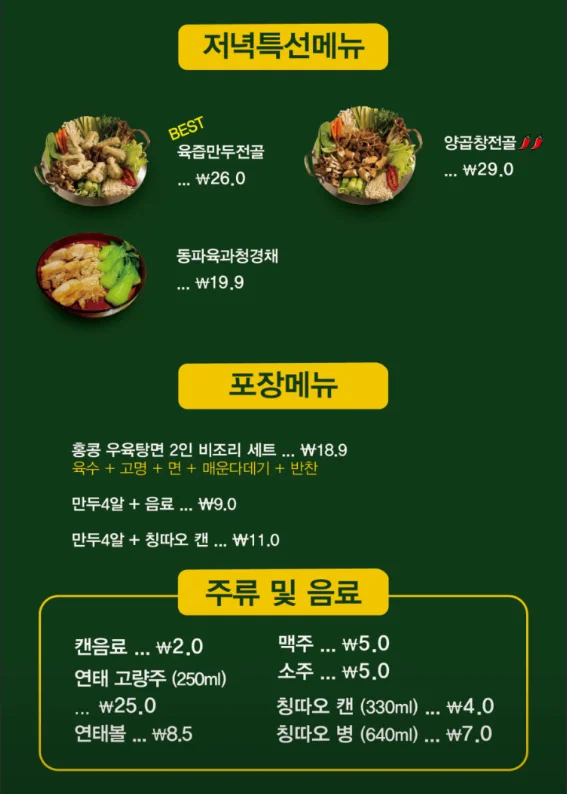 저녁특선메뉴
BEST
육즙만두전골
... ₩26.0
양곱창전골
... ₩29.0
동파육과청경채
... ₩19.9
포장메뉴
홍콩 우육탕면 2인 비조리 세트 ... ₩18.9
육수 + 고명 + 면 + 매운다데기 + 반찬
만두4알 + 음료 ... ₩9.0
만두4알 + 칭따오 캔 ... ₩11.0
주류 및 음료
캔음료 ... ₩2.0
연태 고량주 (250ml)
... ₩25.0
연태볼 ... ₩8.5
맥주 ... ₩5.0
소주 ... ₩5.0
칭따오 캔 (330ml) ... ₩4.0
칭따오 병 (640ml) ... ₩7.0